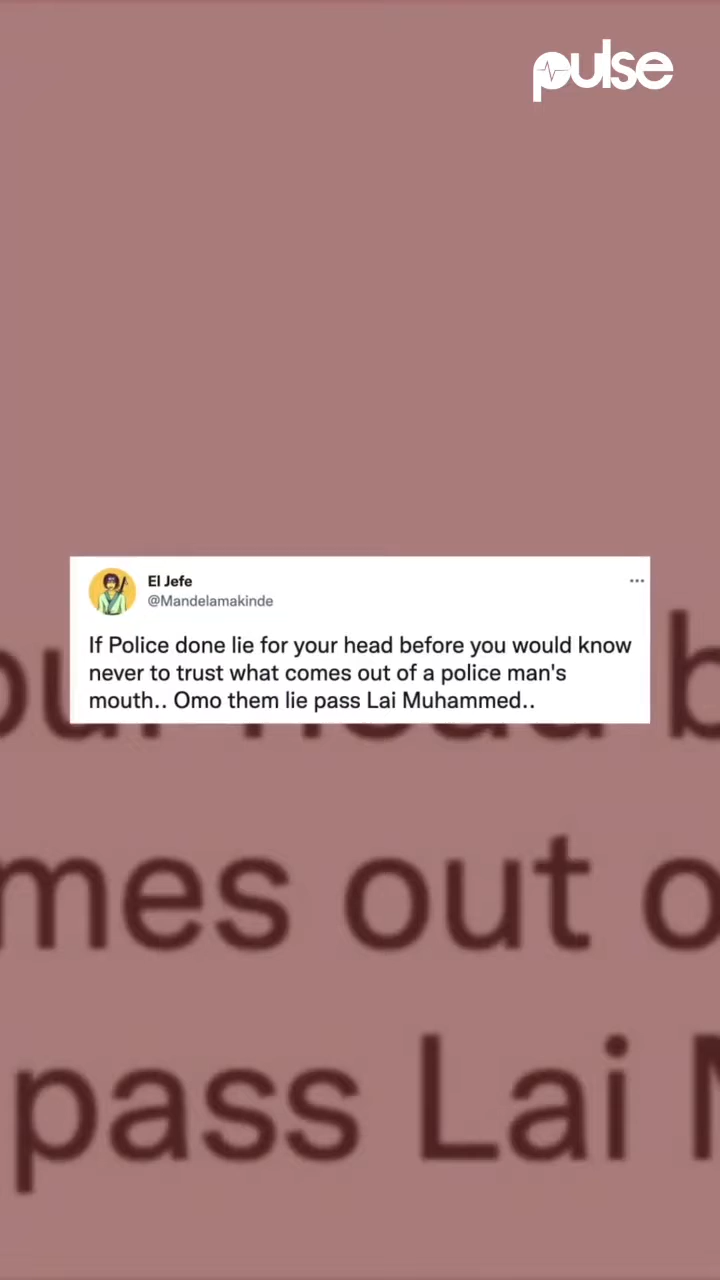 pulse
El Jefe
@Mandelamakinde
If Police done lie for your head before you would know
never to trust what comes out of a police man's
mouth.. Omo them lie pass Lai Muhammed..
mes out o
pass Lai